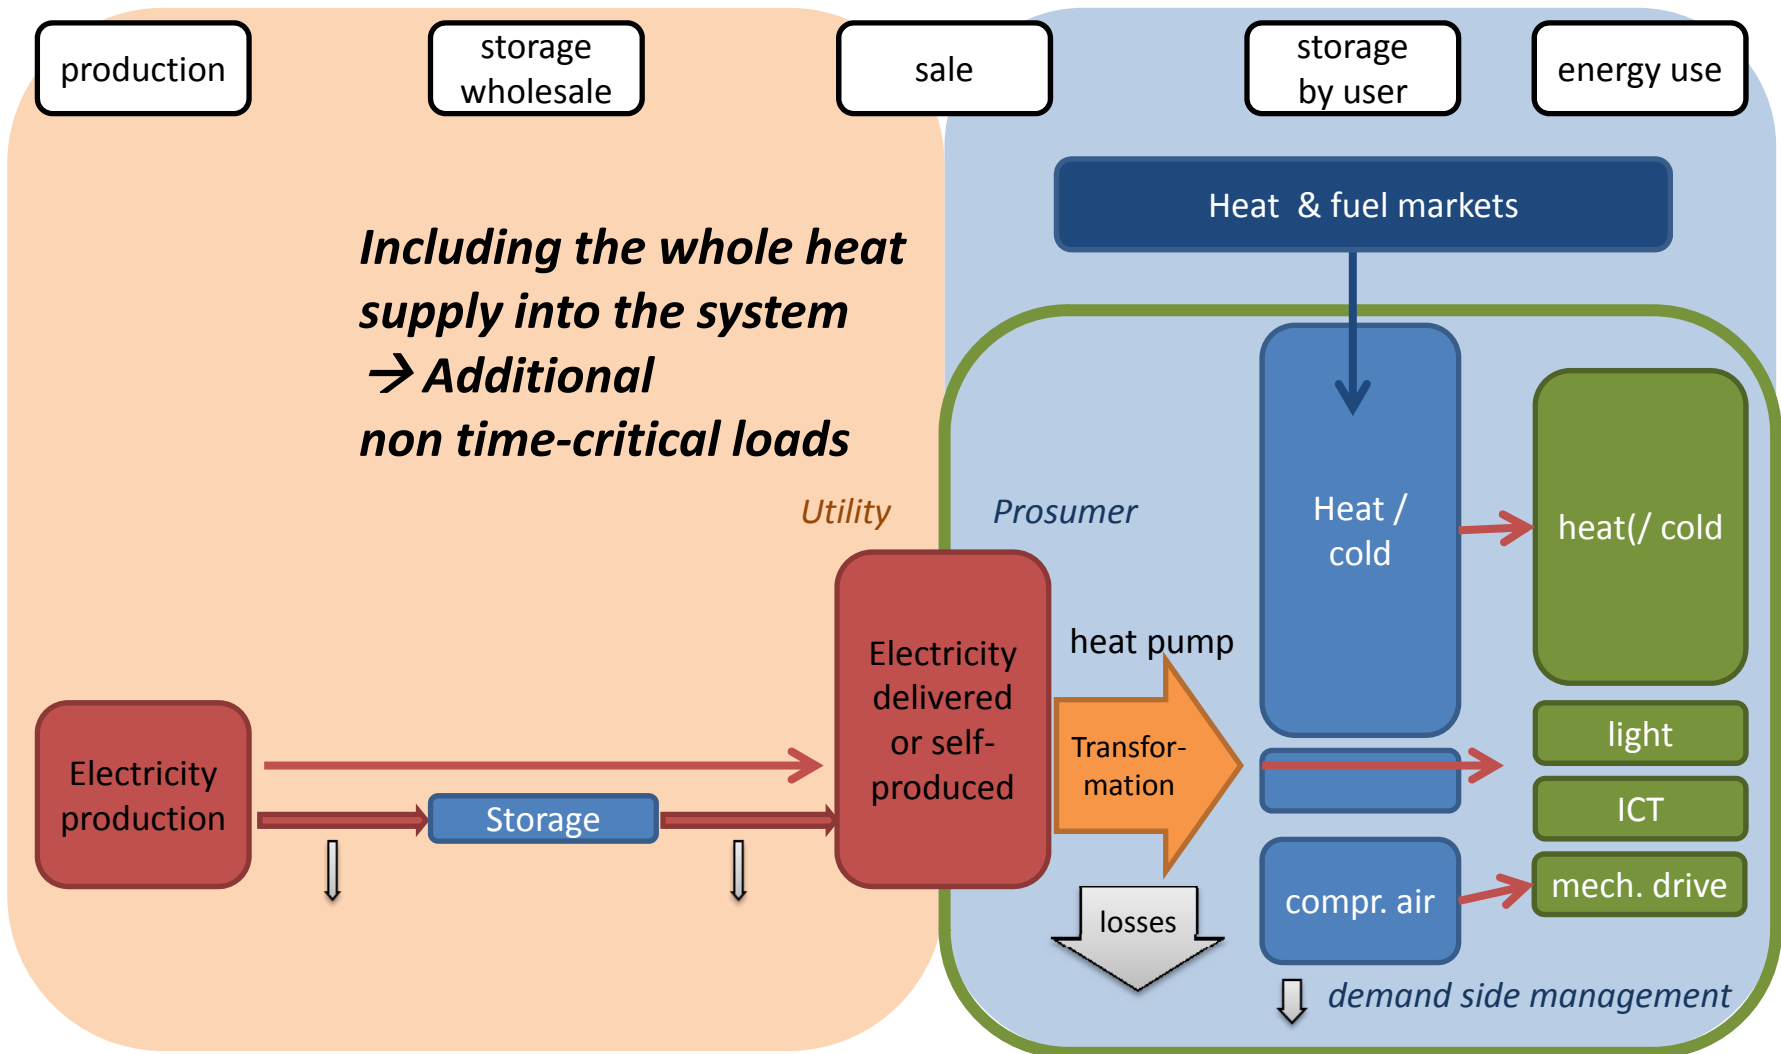 production
storage
wholesale
sale
storage
by user
energy use
Heat & fuel markets
Including the whole heat
supply into the system
→ Additional
non time-critical loads
Utility
Prosumer
Heat /
cold
heat(/ cold
heat pump
Electricity
delivered
or self-
produced
Transfor-
mation
light
Electricity
production
Storage
ICT
compr. air
mech. drive
losses
demand side management